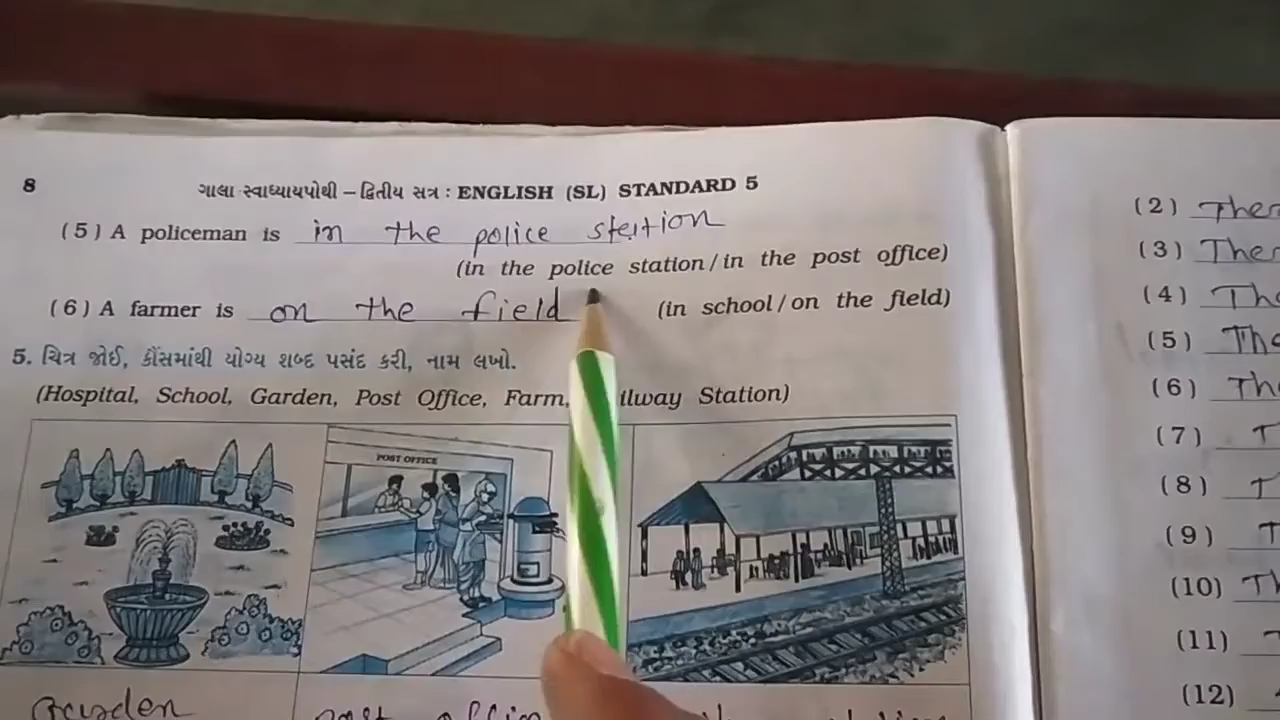 8
ગાલા સ્વાધ્યાયપોથી – દ્વિતીય સત્ર : ENGLISH (SL) STANDARD 5
(5) A policeman is in the police station
(in the police station/in the post office)
(6) A farmer is on the field (in school/on the field)
5. ચિત્ર જોઈ, કૌંસમાંથી યોગ્ય શબ્દ પસંદ કરી, નામ લખો.
(Hospital, School, Garden, Post Office, Farm, ilway Station)
POST OFFICE
Garden
(2) Ther
(3) Ther
(4) The
(5) The
(6) Th
(7) T
(8) T
(9) T
(10) Th
(11)
(12)